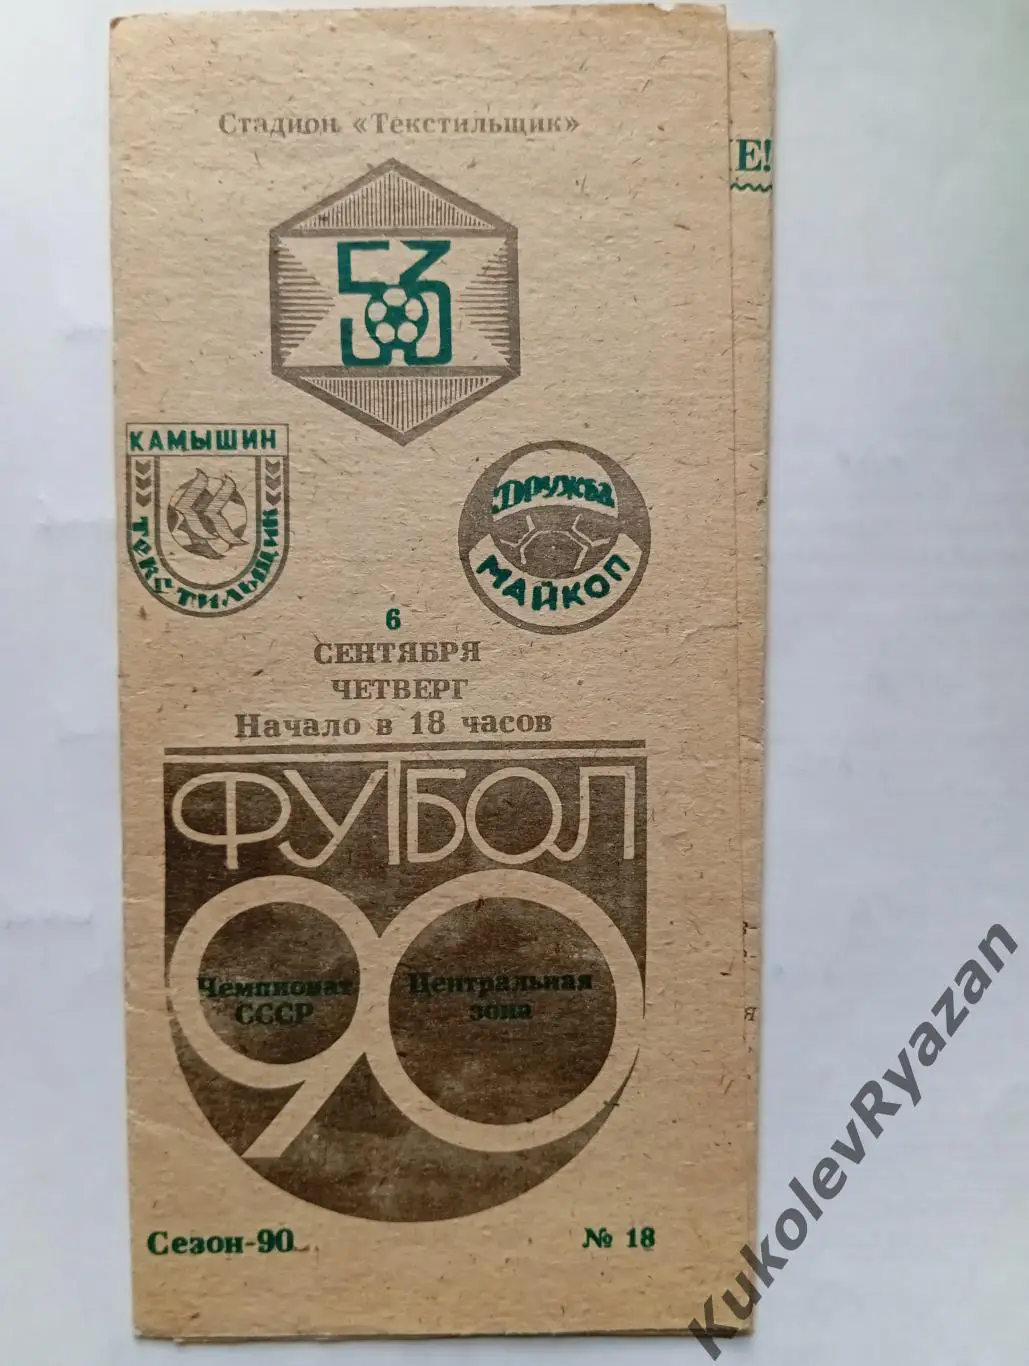 Стадион «Текстильщик»
53
КАМЫШИН
ТЕКСТИЛЬЩИК
Дружба
МАЙКОП
6
СЕНТЯБРЯ
ЧЕТВЕРГ
Начало в 18 часов
ФУТБОЛ
90
Чемпионат
СССР
Центральная
зона
Сезон-90
№ 18
Е!
я
KukolevRyazan